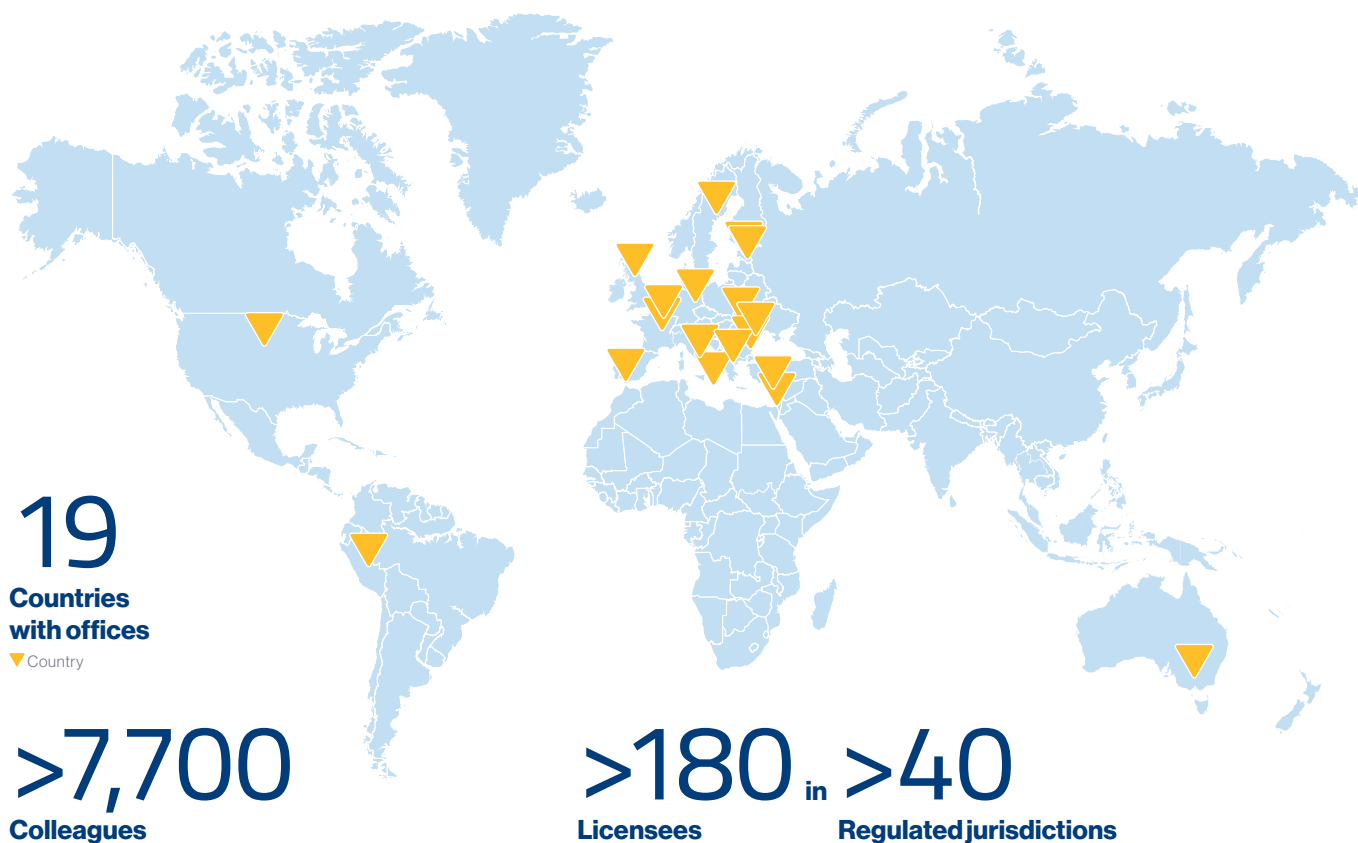 19
Countries
with offices
Country
>7,700
Colleagues
>180 in >40
Licensees
Regulated jurisdictions